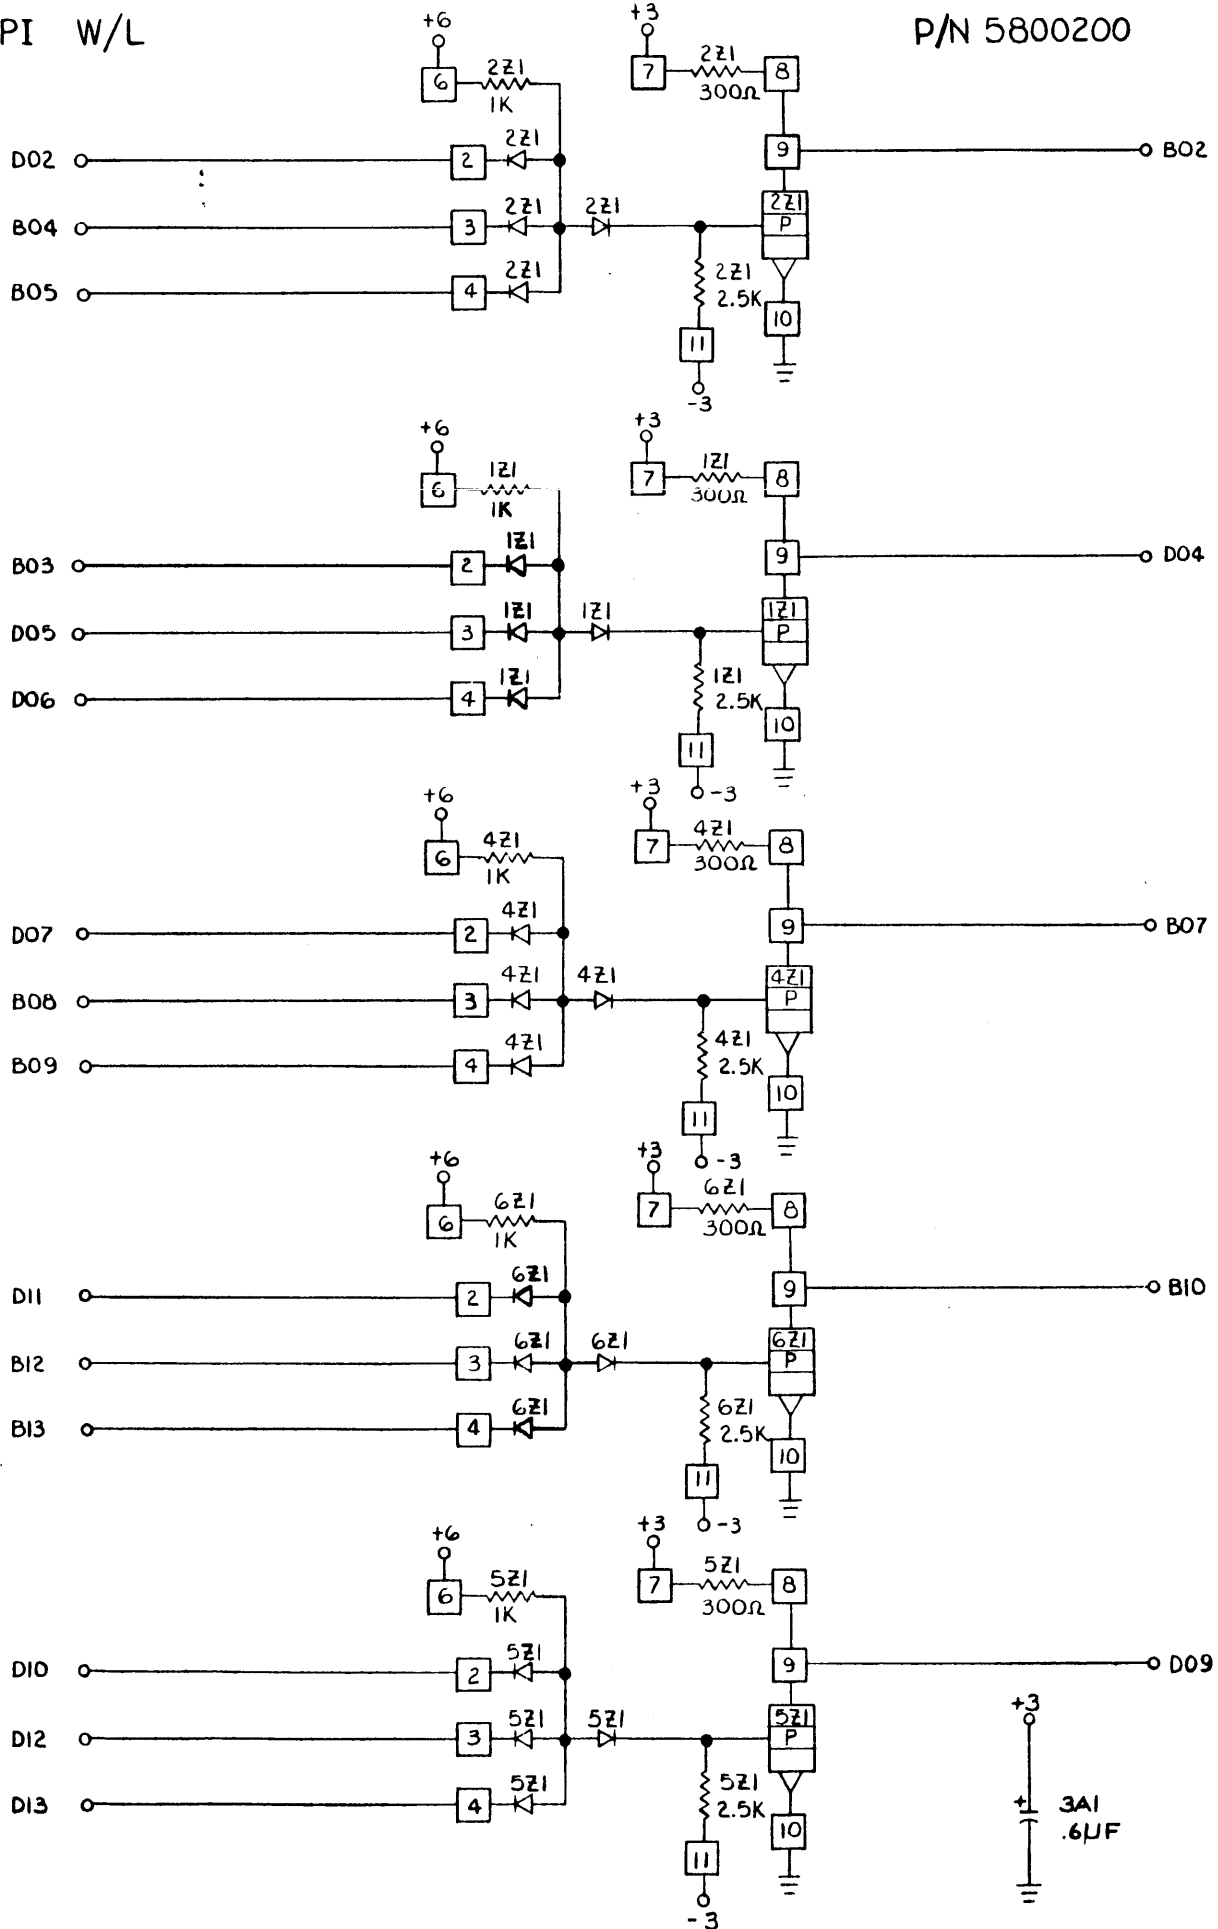 PI W/L
P/N 5800200
+6
+3
6
2Z1
1K
7
2Z1
300Ω
8
D02
2
2Z1
9
B02
B04
3
2Z1
2Z1
2Z1
P
B05
4
2Z1
2Z1
2.5K
10
11
-3
+6
+3
6
1Z1
1K
7
1Z1
300Ω
8
B03
2
1Z1
9
D04
D05
3
1Z1
1Z1
1Z1
P
D06
4
1Z1
1Z1
2.5K
10
11
-3
+6
+3
6
4Z1
1K
7
4Z1
300Ω
8
D07
2
4Z1
9
B07
B08
3
4Z1
4Z1
4Z1
P
B09
4
4Z1
4Z1
2.5K
10
11
-3
+6
+3
6
6Z1
1K
7
6Z1
300Ω
8
D11
2
6Z1
9
B10
B12
3
6Z1
6Z1
6Z1
P
B13
4
6Z1
6Z1
2.5K
10
11
-3
+6
+3
6
5Z1
1K
7
5Z1
300Ω
8
D10
2
5Z1
9
D09
D12
3
5Z1
5Z1
5Z1
P
D13
4
5Z1
5Z1
2.5K
10
11
-3
+3
+
3A1
.6μF